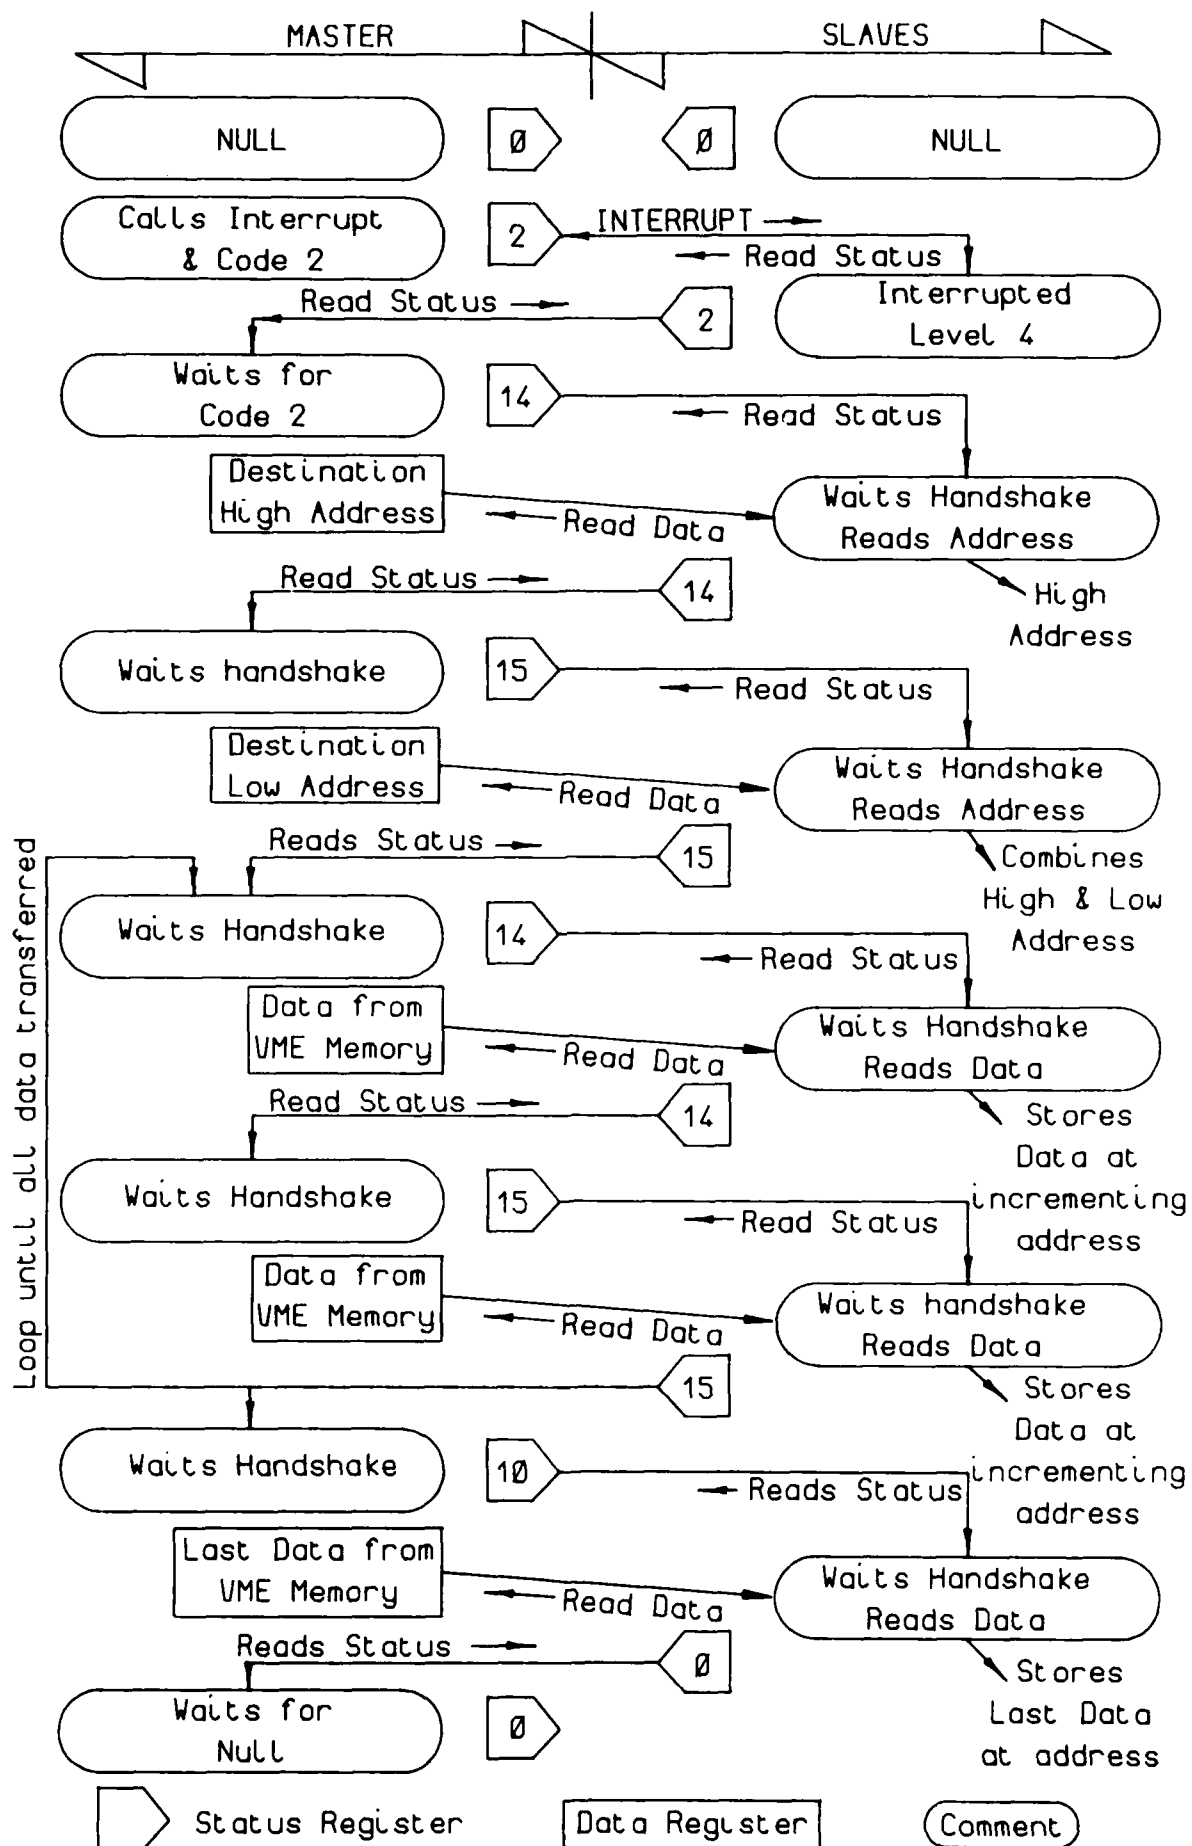 MASTER
SLAVES
NULL
Ø
Ø
NULL
Calls Interrupt
& Code 2
2
INTERRUPT
Read Status
Interrupted
Level 4
Read Status
2
Waits for
Code 2
14
Read Status
Destination
High Address
Read Data
Waits Handshake
Reads Address
High
Address
Read Status
14
Waits handshake
15
Read Status
Destination
Low Address
Read Data
Waits Handshake
Reads Address
Combines
High & Low
Address
Reads Status
15
Loop until all data transferred
Waits Handshake
14
Read Status
Data from
VME Memory
Read Data
Waits Handshake
Reads Data
Stores
Data at
incrementing
address
Read Status
14
Waits Handshake
15
Read Status
Data from
VME Memory
Read Data
Waits handshake
Reads Data
Stores
Data at
incrementing
address
15
Waits Handshake
1Ø
Reads Status
Last Data from
VME Memory
Read Data
Waits Handshake
Reads Data
Stores
Last Data
at address
Reads Status
Ø
Waits for
Null
Ø
Status Register
Data Register
Comment